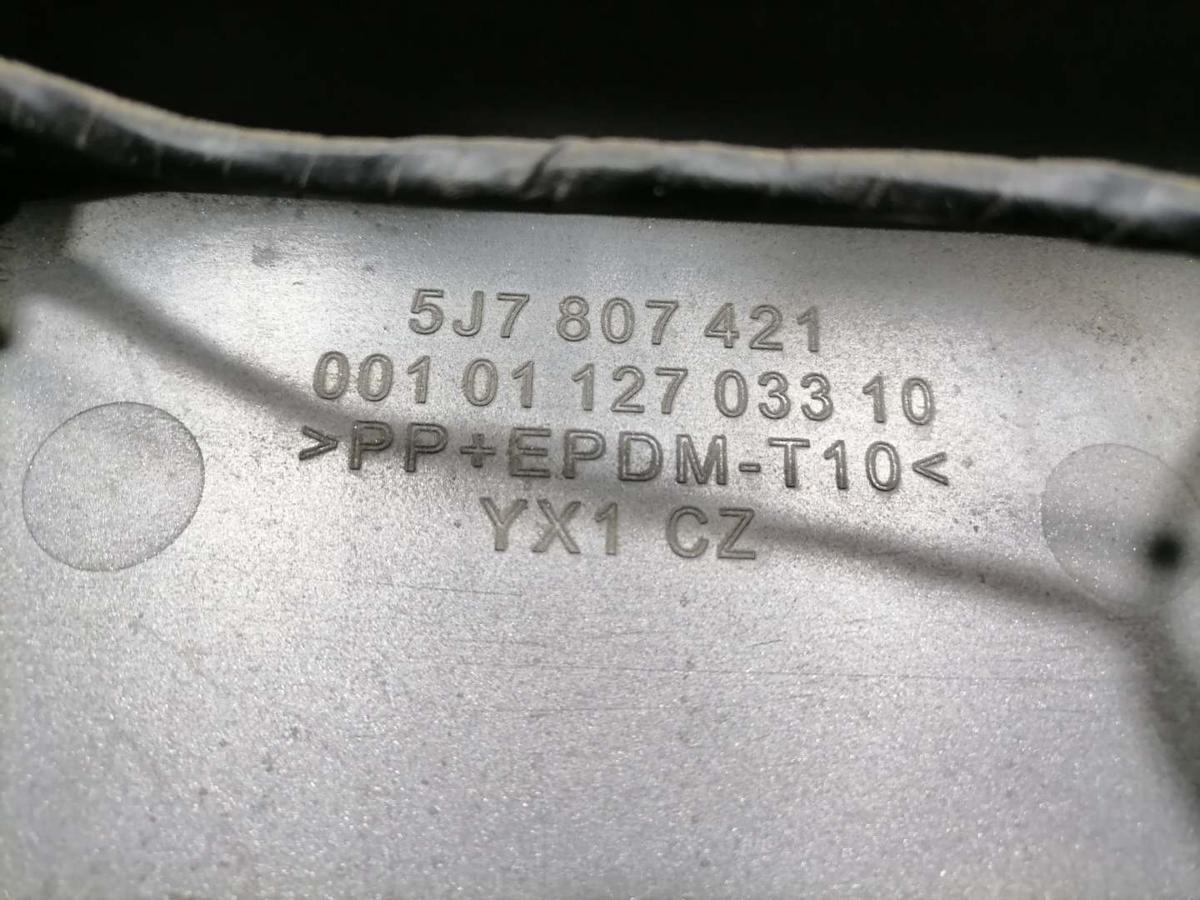 5J7 807 421
001 01 127 033 10
>PP+EPDM-T10<
YX1 CZ